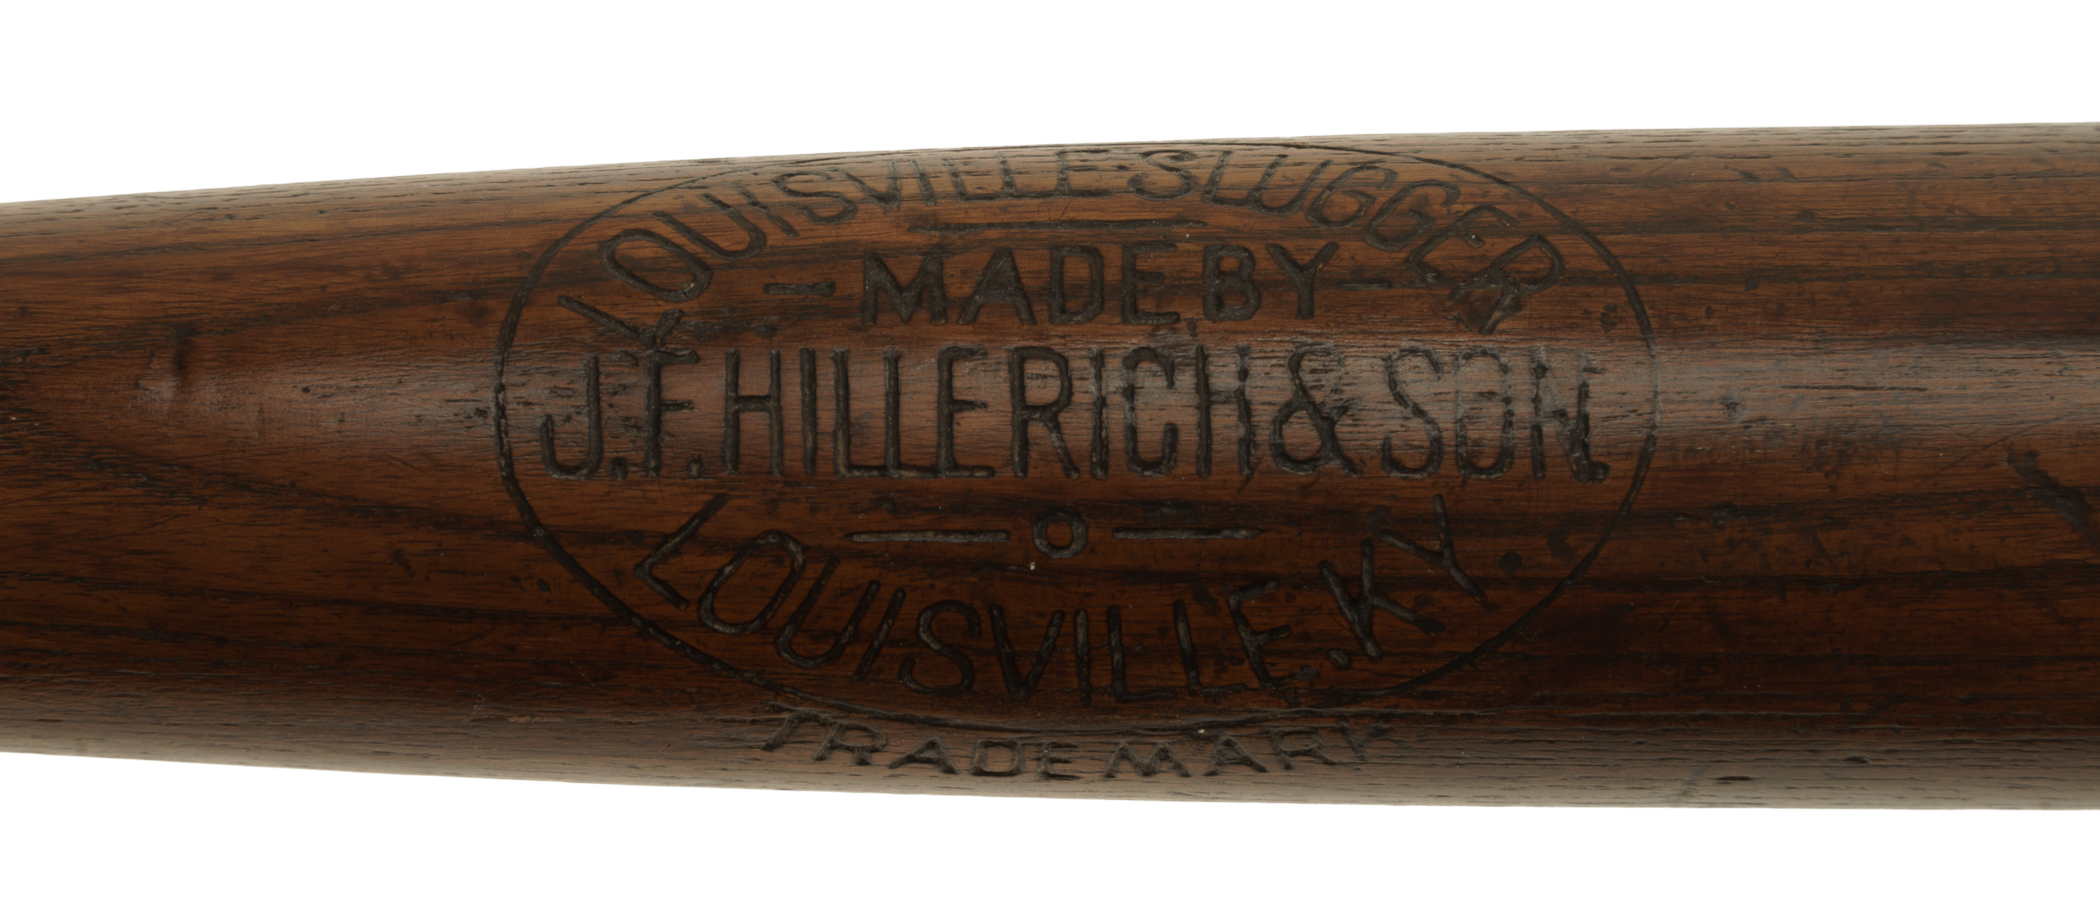 LOUISVILLE SLUGGER
- MADE BY -
J.F. HILLERICH & SON.
LOUISVILLE. KY.
TRADEMARK